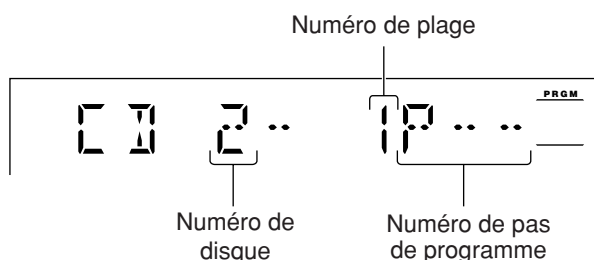 Numéro de plage
PRGM
CD 2-- 1P-- --
Numéro de
disque
Numéro de pas
de programme